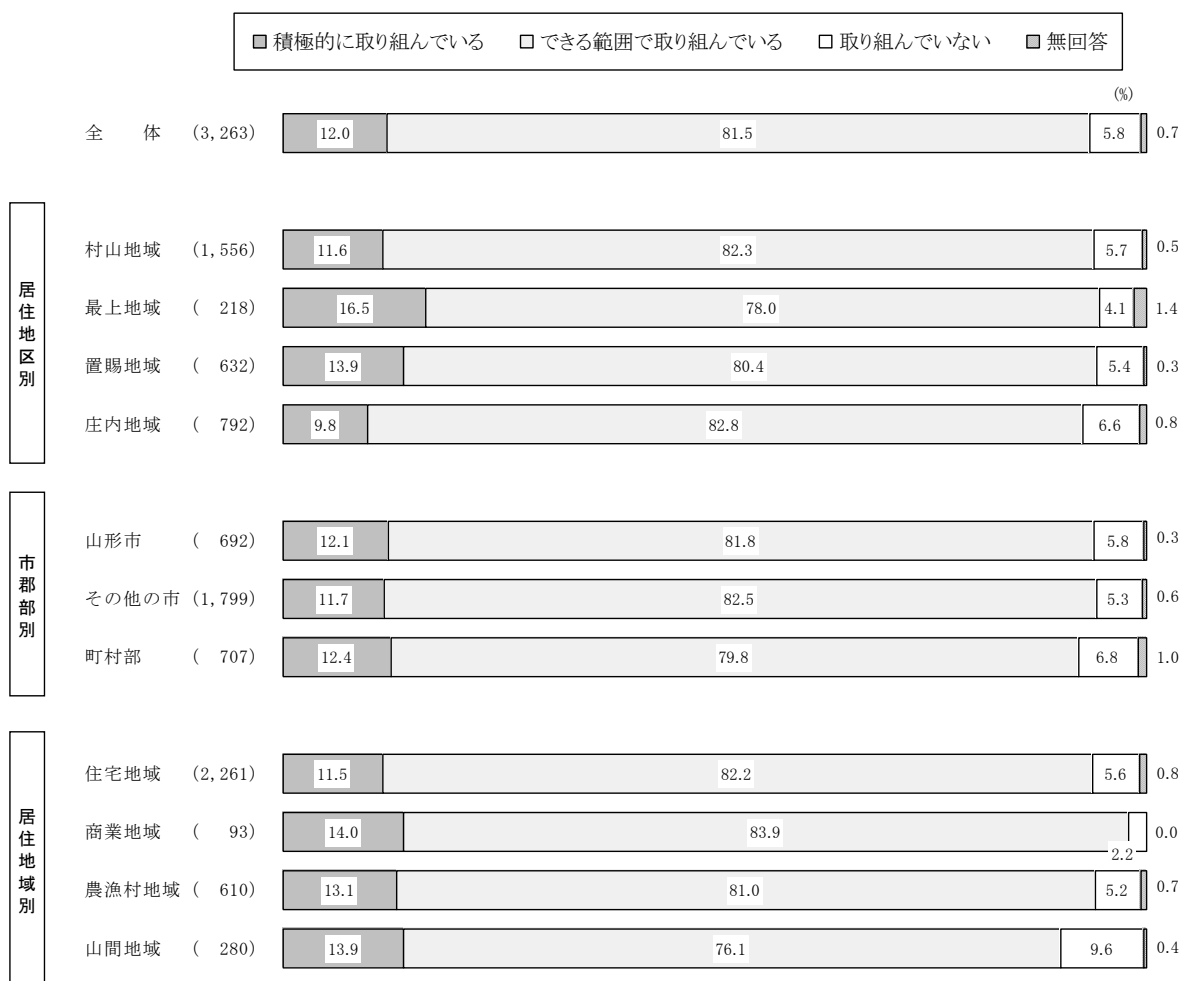 積極的に取り組んでいる できる範囲で取り組んでいる 取り組んでいない 無回答
(%)
全 体 (3,263) 12.0 81.5 5.8 0.7
居住地区別
村山地域 (1,556) 11.6 82.3 5.7 0.5
最上地域 ( 218) 16.5 78.0 4.1 1.4
置賜地域 ( 632) 13.9 80.4 5.4 0.3
庄内地域 ( 792) 9.8 82.8 6.6 0.8
市郡部別
山形市 ( 692) 12.1 81.8 5.8 0.3
その他の市 (1,799) 11.7 82.5 5.3 0.6
町村部 ( 707) 12.4 79.8 6.8 1.0
居住地域別
住宅地域 (2,261) 11.5 82.2 5.6 0.8
商業地域 ( 93) 14.0 83.9 2.2 0.0
農漁村地域 ( 610) 13.1 81.0 5.2 0.7
山間地域 ( 280) 13.9 76.1 9.6 0.4